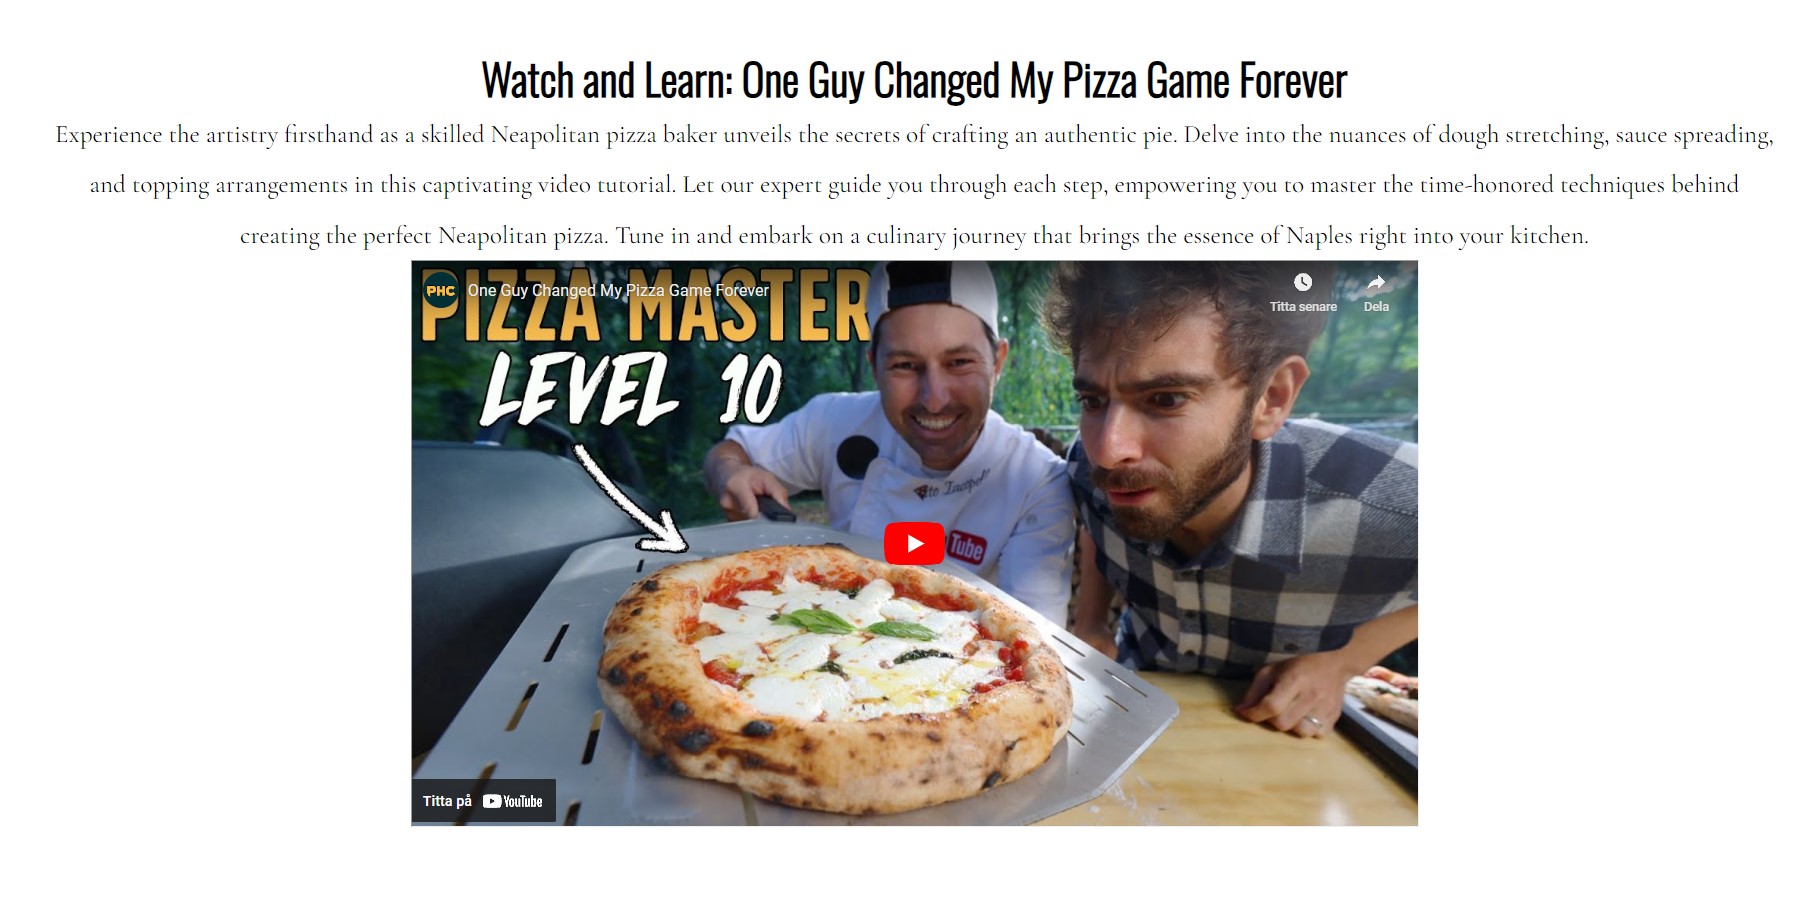 Watch and Learn: One Guy Changed My Pizza Game Forever
Experience the artistry firsthand as a skilled Neapolitan pizza baker unveils the secrets of crafting an authentic pie. Delve into the nuances of dough stretching, sauce spreading,
and topping arrangements in this captivating video tutorial. Let our expert guide you through each step, empowering you to master the time-honored techniques behind
creating the perfect Neapolitan pizza. Tune in and embark on a culinary journey that brings the essence of Naples right into your kitchen.
PHC
One Guy Changed My Pizza Game Forever
Titta senare
Dela
PIZZA MASTER
LEVEL 10
Tube
Titta på YouTube